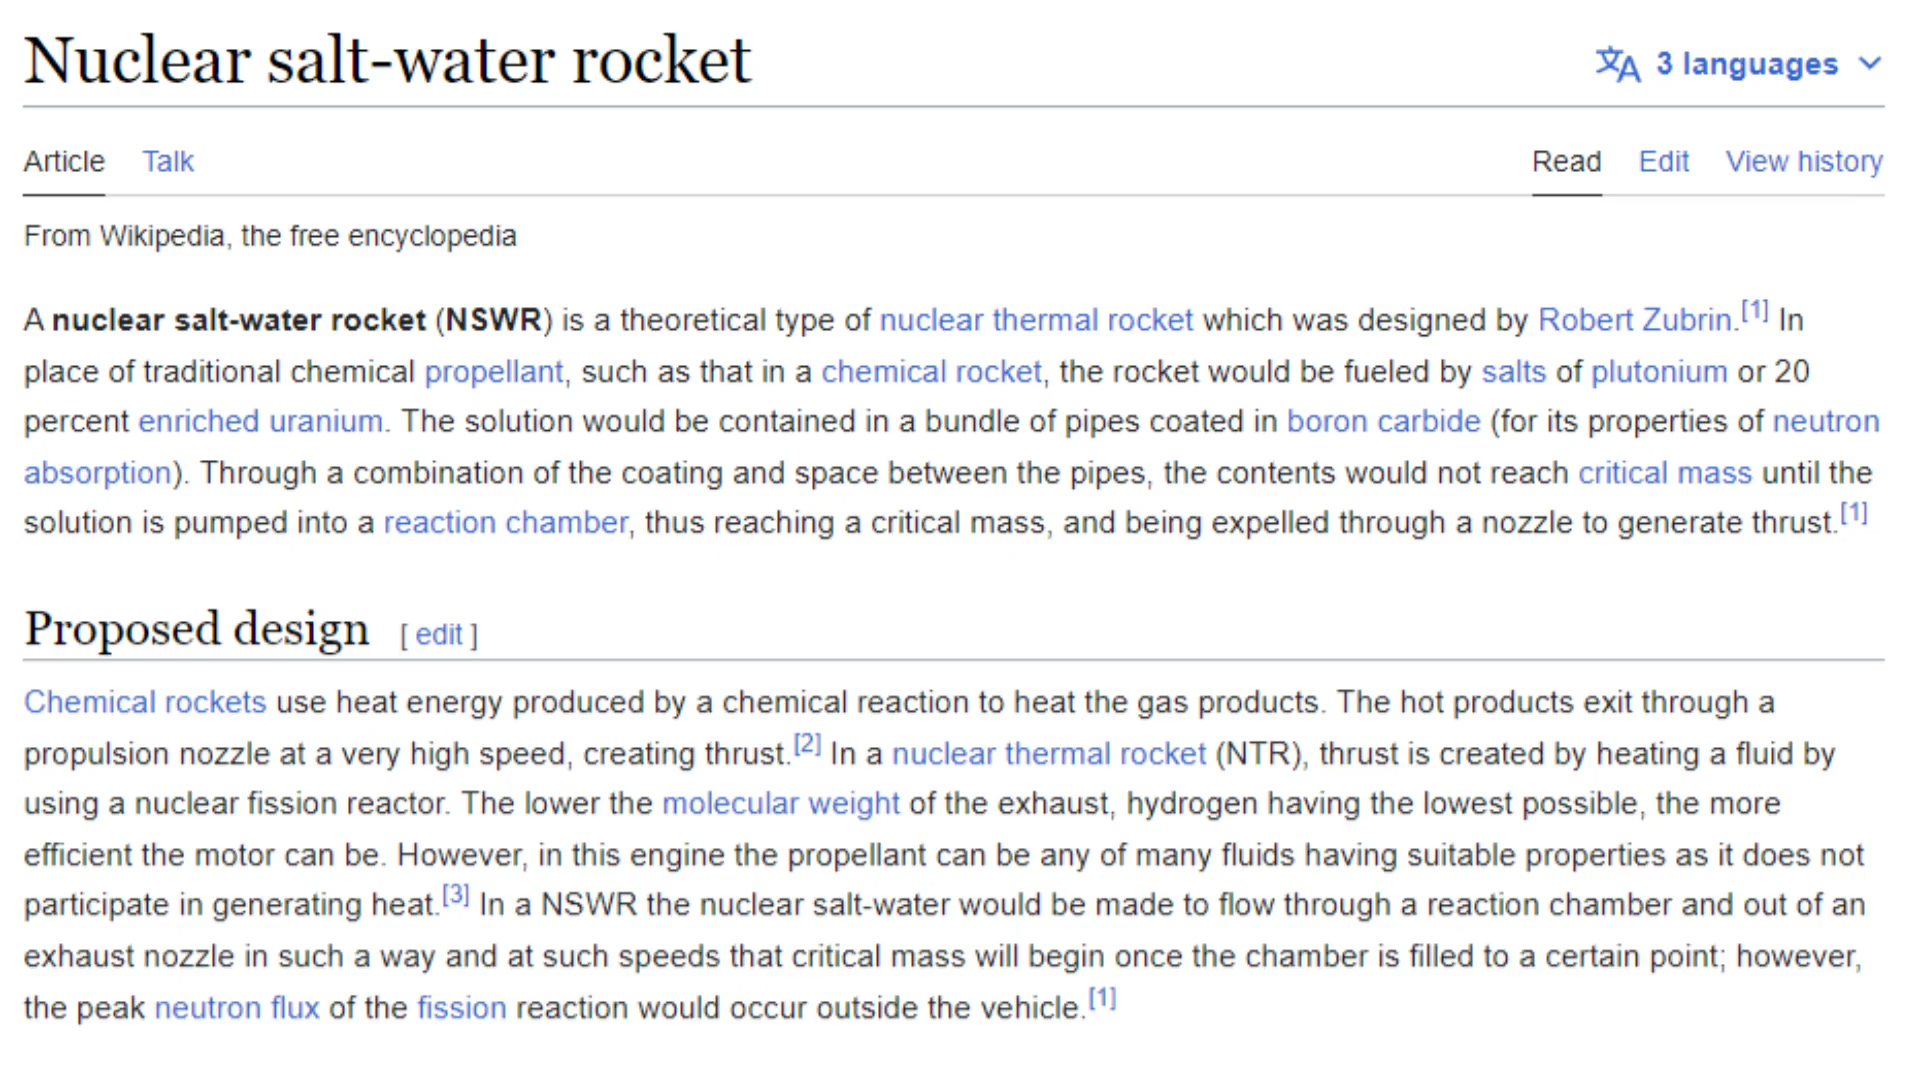 Nuclear salt-water rocket
文A 3 languages
Article Talk Read Edit View history
From Wikipedia, the free encyclopedia
A nuclear salt-water rocket (NSWR) is a theoretical type of nuclear thermal rocket which was designed by Robert Zubrin.[1] In
place of traditional chemical propellant, such as that in a chemical rocket, the rocket would be fueled by salts of plutonium or 20
percent enriched uranium. The solution would be contained in a bundle of pipes coated in boron carbide (for its properties of neutron
absorption). Through a combination of the coating and space between the pipes, the contents would not reach critical mass until the
solution is pumped into a reaction chamber, thus reaching a critical mass, and being expelled through a nozzle to generate thrust.[1]
Proposed design [ edit ]
Chemical rockets use heat energy produced by a chemical reaction to heat the gas products. The hot products exit through a
propulsion nozzle at a very high speed, creating thrust.[2] In a nuclear thermal rocket (NTR), thrust is created by heating a fluid by
using a nuclear fission reactor. The lower the molecular weight of the exhaust, hydrogen having the lowest possible, the more
efficient the motor can be. However, in this engine the propellant can be any of many fluids having suitable properties as it does not
participate in generating heat.[3] In a NSWR the nuclear salt-water would be made to flow through a reaction chamber and out of an
exhaust nozzle in such a way and at such speeds that critical mass will begin once the chamber is filled to a certain point; however,
the peak neutron flux of the fission reaction would occur outside the vehicle.[1]